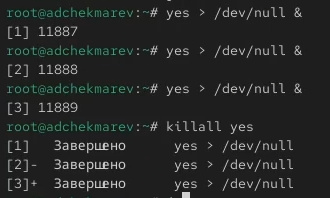 root@adchekmarev:~# yes > /dev/null &
[1] 11887
root@adchekmarev:~# yes > /dev/null &
[2] 11888
root@adchekmarev:~# yes > /dev/null &
[3] 11889
root@adchekmarev:~# killall yes
[1]   Завершено      yes > /dev/null
[2]-  Завершено      yes > /dev/null
[3]+  Завершено      yes > /dev/null